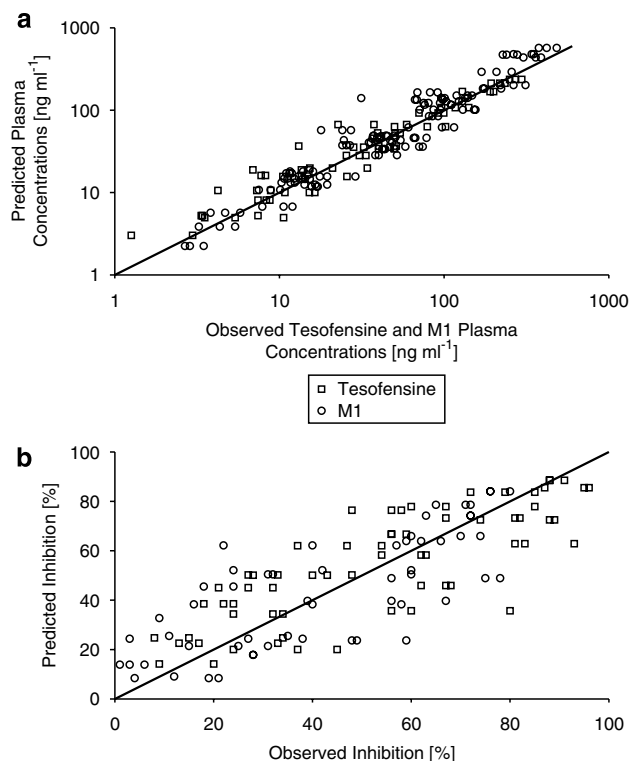 a
1000
100
10
1
1
10
100
1000
Predicted Plasma
Concentrations [ng ml-1]
Observed Tesofensine and M1 Plasma
Concentrations [ng ml-1]
Tesofensine
M1
b
100
80
60
40
20
0
0
20
40
60
80
100
Predicted Inhibition [%]
Observed Inhibition [%]